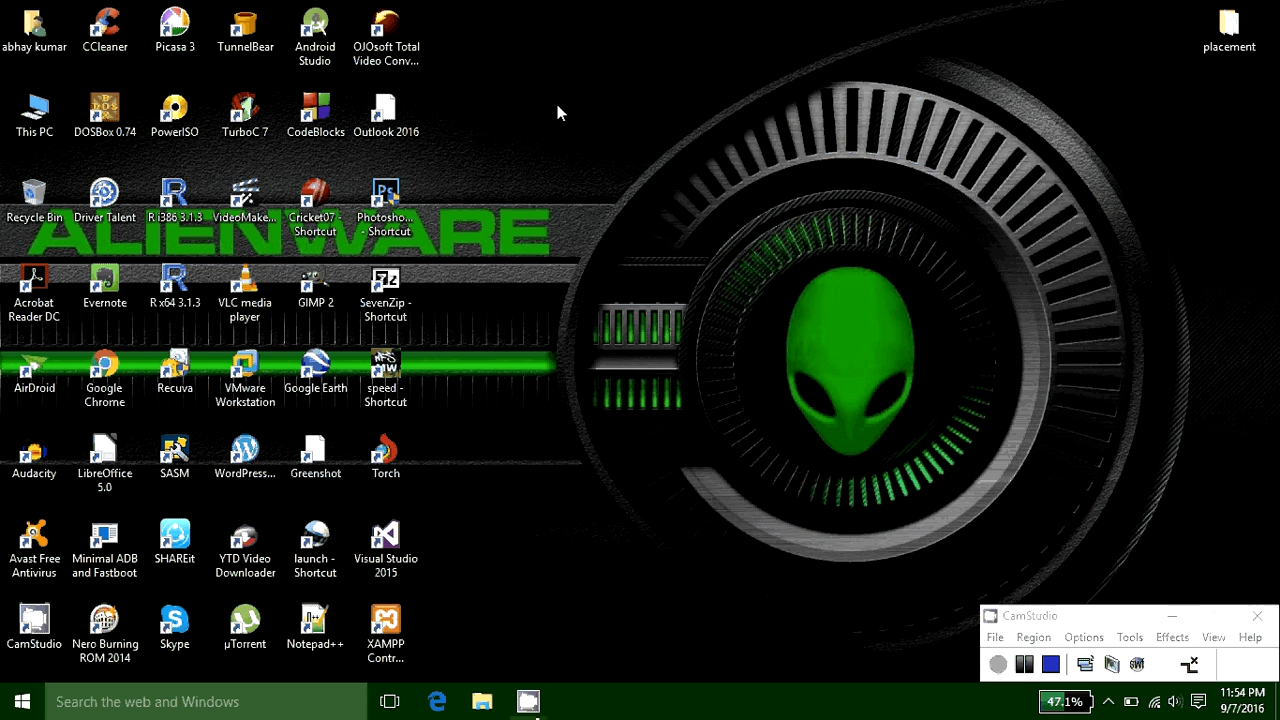 abhay kumar
CCleaner
Picasa 3
TunnelBear
Android
Studio
OJOsoft Total
Video Conv...
placement
This PC
DOS
DOSBox 0.74
PowerISO
TurboC 7
CodeBlocks
Outlook 2016
Recycle Bin
Driver Talent
R i386 3.1.3
VideoMake...
Cricket07 -
Shortcut
Ps
Photosho...
- Shortcut
ALIENWARE
Acrobat
Reader DC
Evernote
R x64 3.1.3
VLC media
player
GIMP 2
7z
SevenZip -
Shortcut
AirDroid
Google
Chrome
Recuva
VMware
Workstation
Google Earth
speed -
Shortcut
Audacity
LibreOffice
5.0
SASM
WordPress...
Greenshot
Torch
Avast Free
Antivirus
Minimal ADB
and Fastboot
SHAREit
YTD Video
Downloader
launch -
Shortcut
Visual Studio
2015
CamStudio
Nero Burning
ROM 2014
Skype
µTorrent
Notepad++
XAMPP
Contr...
CamStudio
File Region Options Tools Effects View Help
Search the web and Windows
47.1%
11:54 PM
9/7/2016